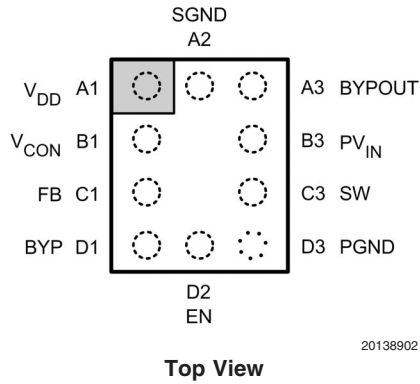 SGND
A2
VDD A1
A3 BYPOUT
VCON B1
B3 PVIN
FB C1
C3 SW
BYP D1
D3 PGND
D2
EN
20138902
Top View